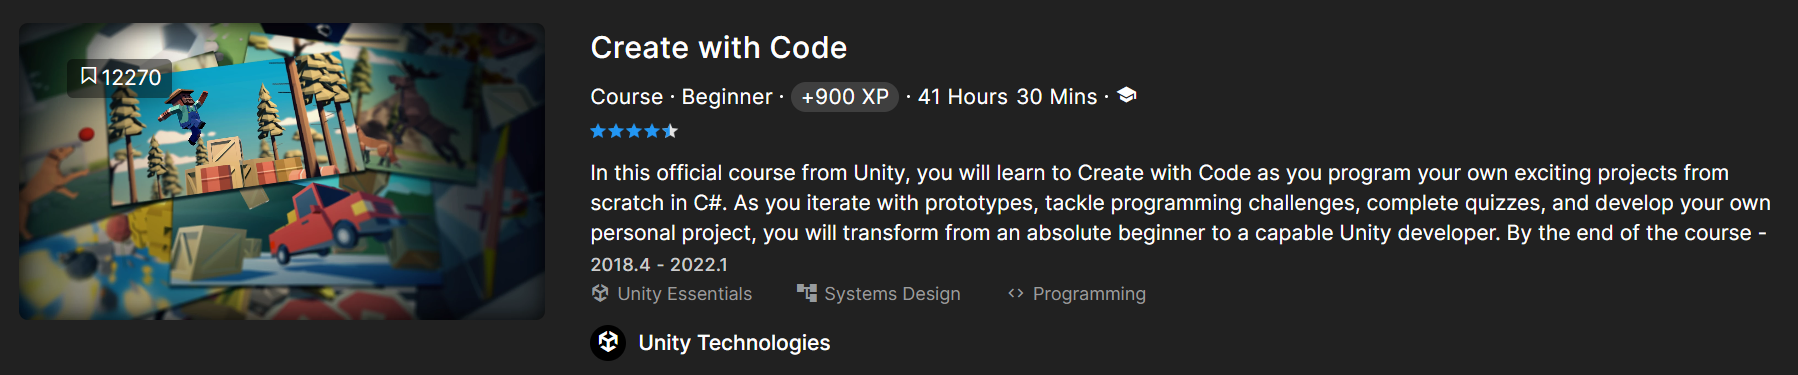 12270
Create with Code
Course · Beginner · +900 XP · 41 Hours 30 Mins ·
In this official course from Unity, you will learn to Create with Code as you program your own exciting projects from
scratch in C#. As you iterate with prototypes, tackle programming challenges, complete quizzes, and develop your own
personal project, you will transform from an absolute beginner to a capable Unity developer. By the end of the course -
2018.4 - 2022.1
Unity Essentials Systems Design <> Programming
Unity Technologies